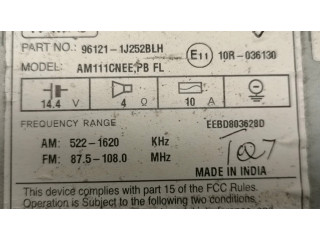 PART NO.: 96121-1J252BLH
E11 10R-036130
MODEL: AM111CNEE,PB FL
14.4 V
4 Ω
10 A
FREQUENCY RANGE EEBD803628D
AM: 522-1620 KHz
FM: 87.5-108.0 MHz
MADE IN INDIA
This device complies with part 15 of the FCC Rules.
Operation is Subject to the following two conditions,